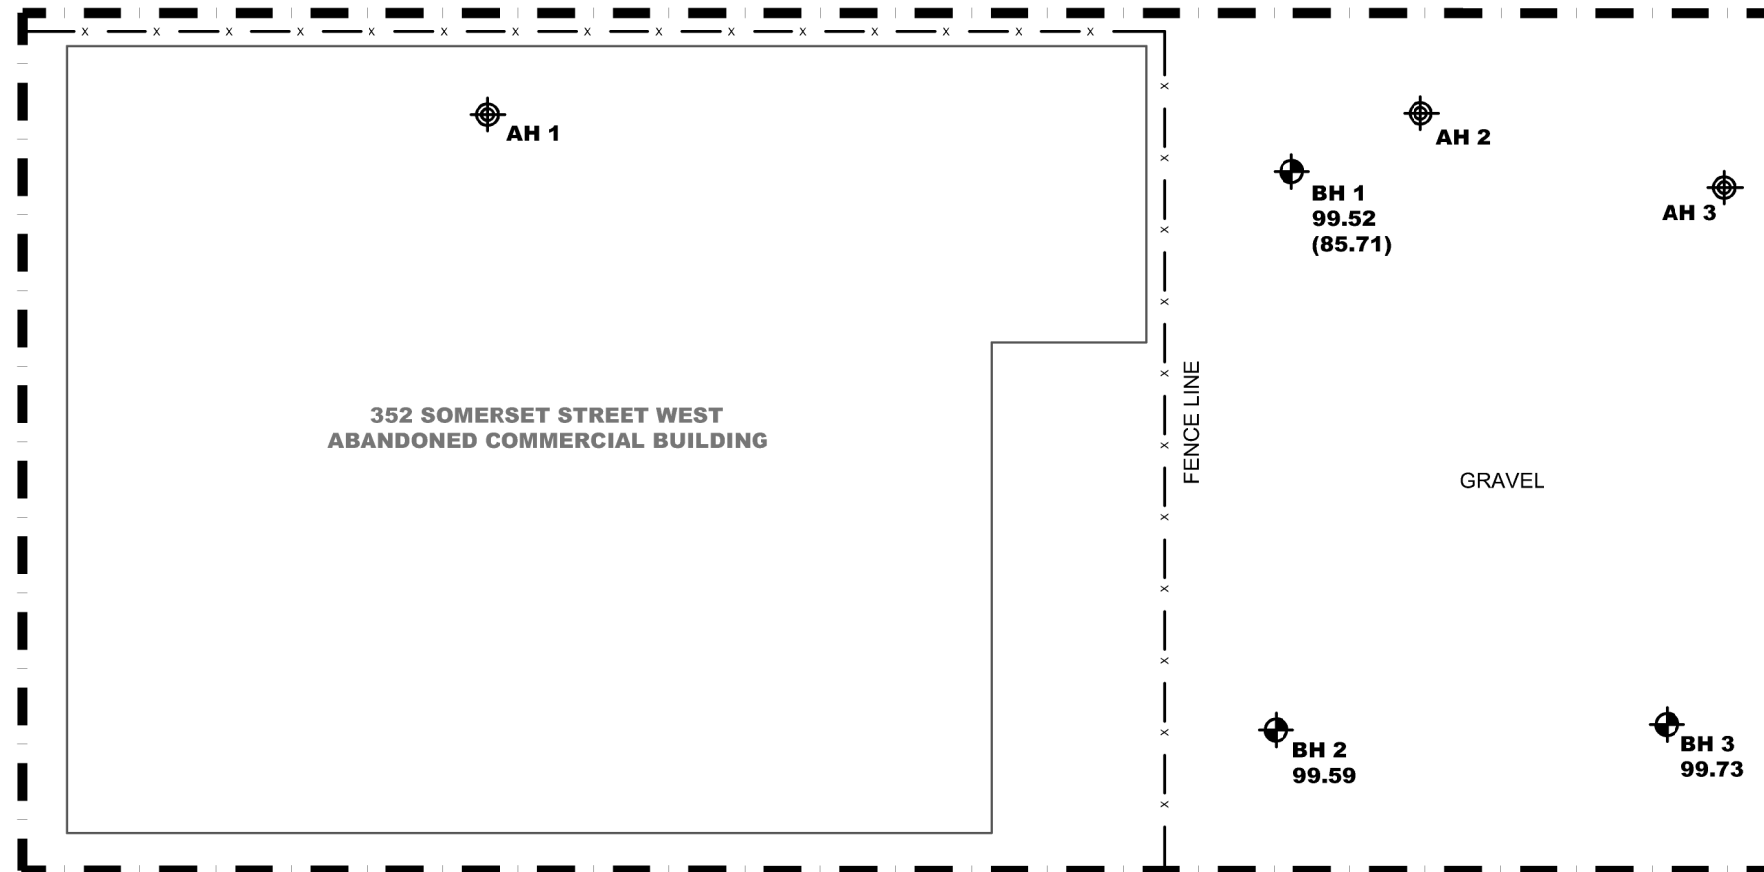 AH 1
AH 2
BH 1
99.52
(85.71)
AH 3
352 SOMERSET STREET WEST
ABANDONED COMMERCIAL BUILDING
FENCE LINE
GRAVEL
BH 2
99.59
BH 3
99.73